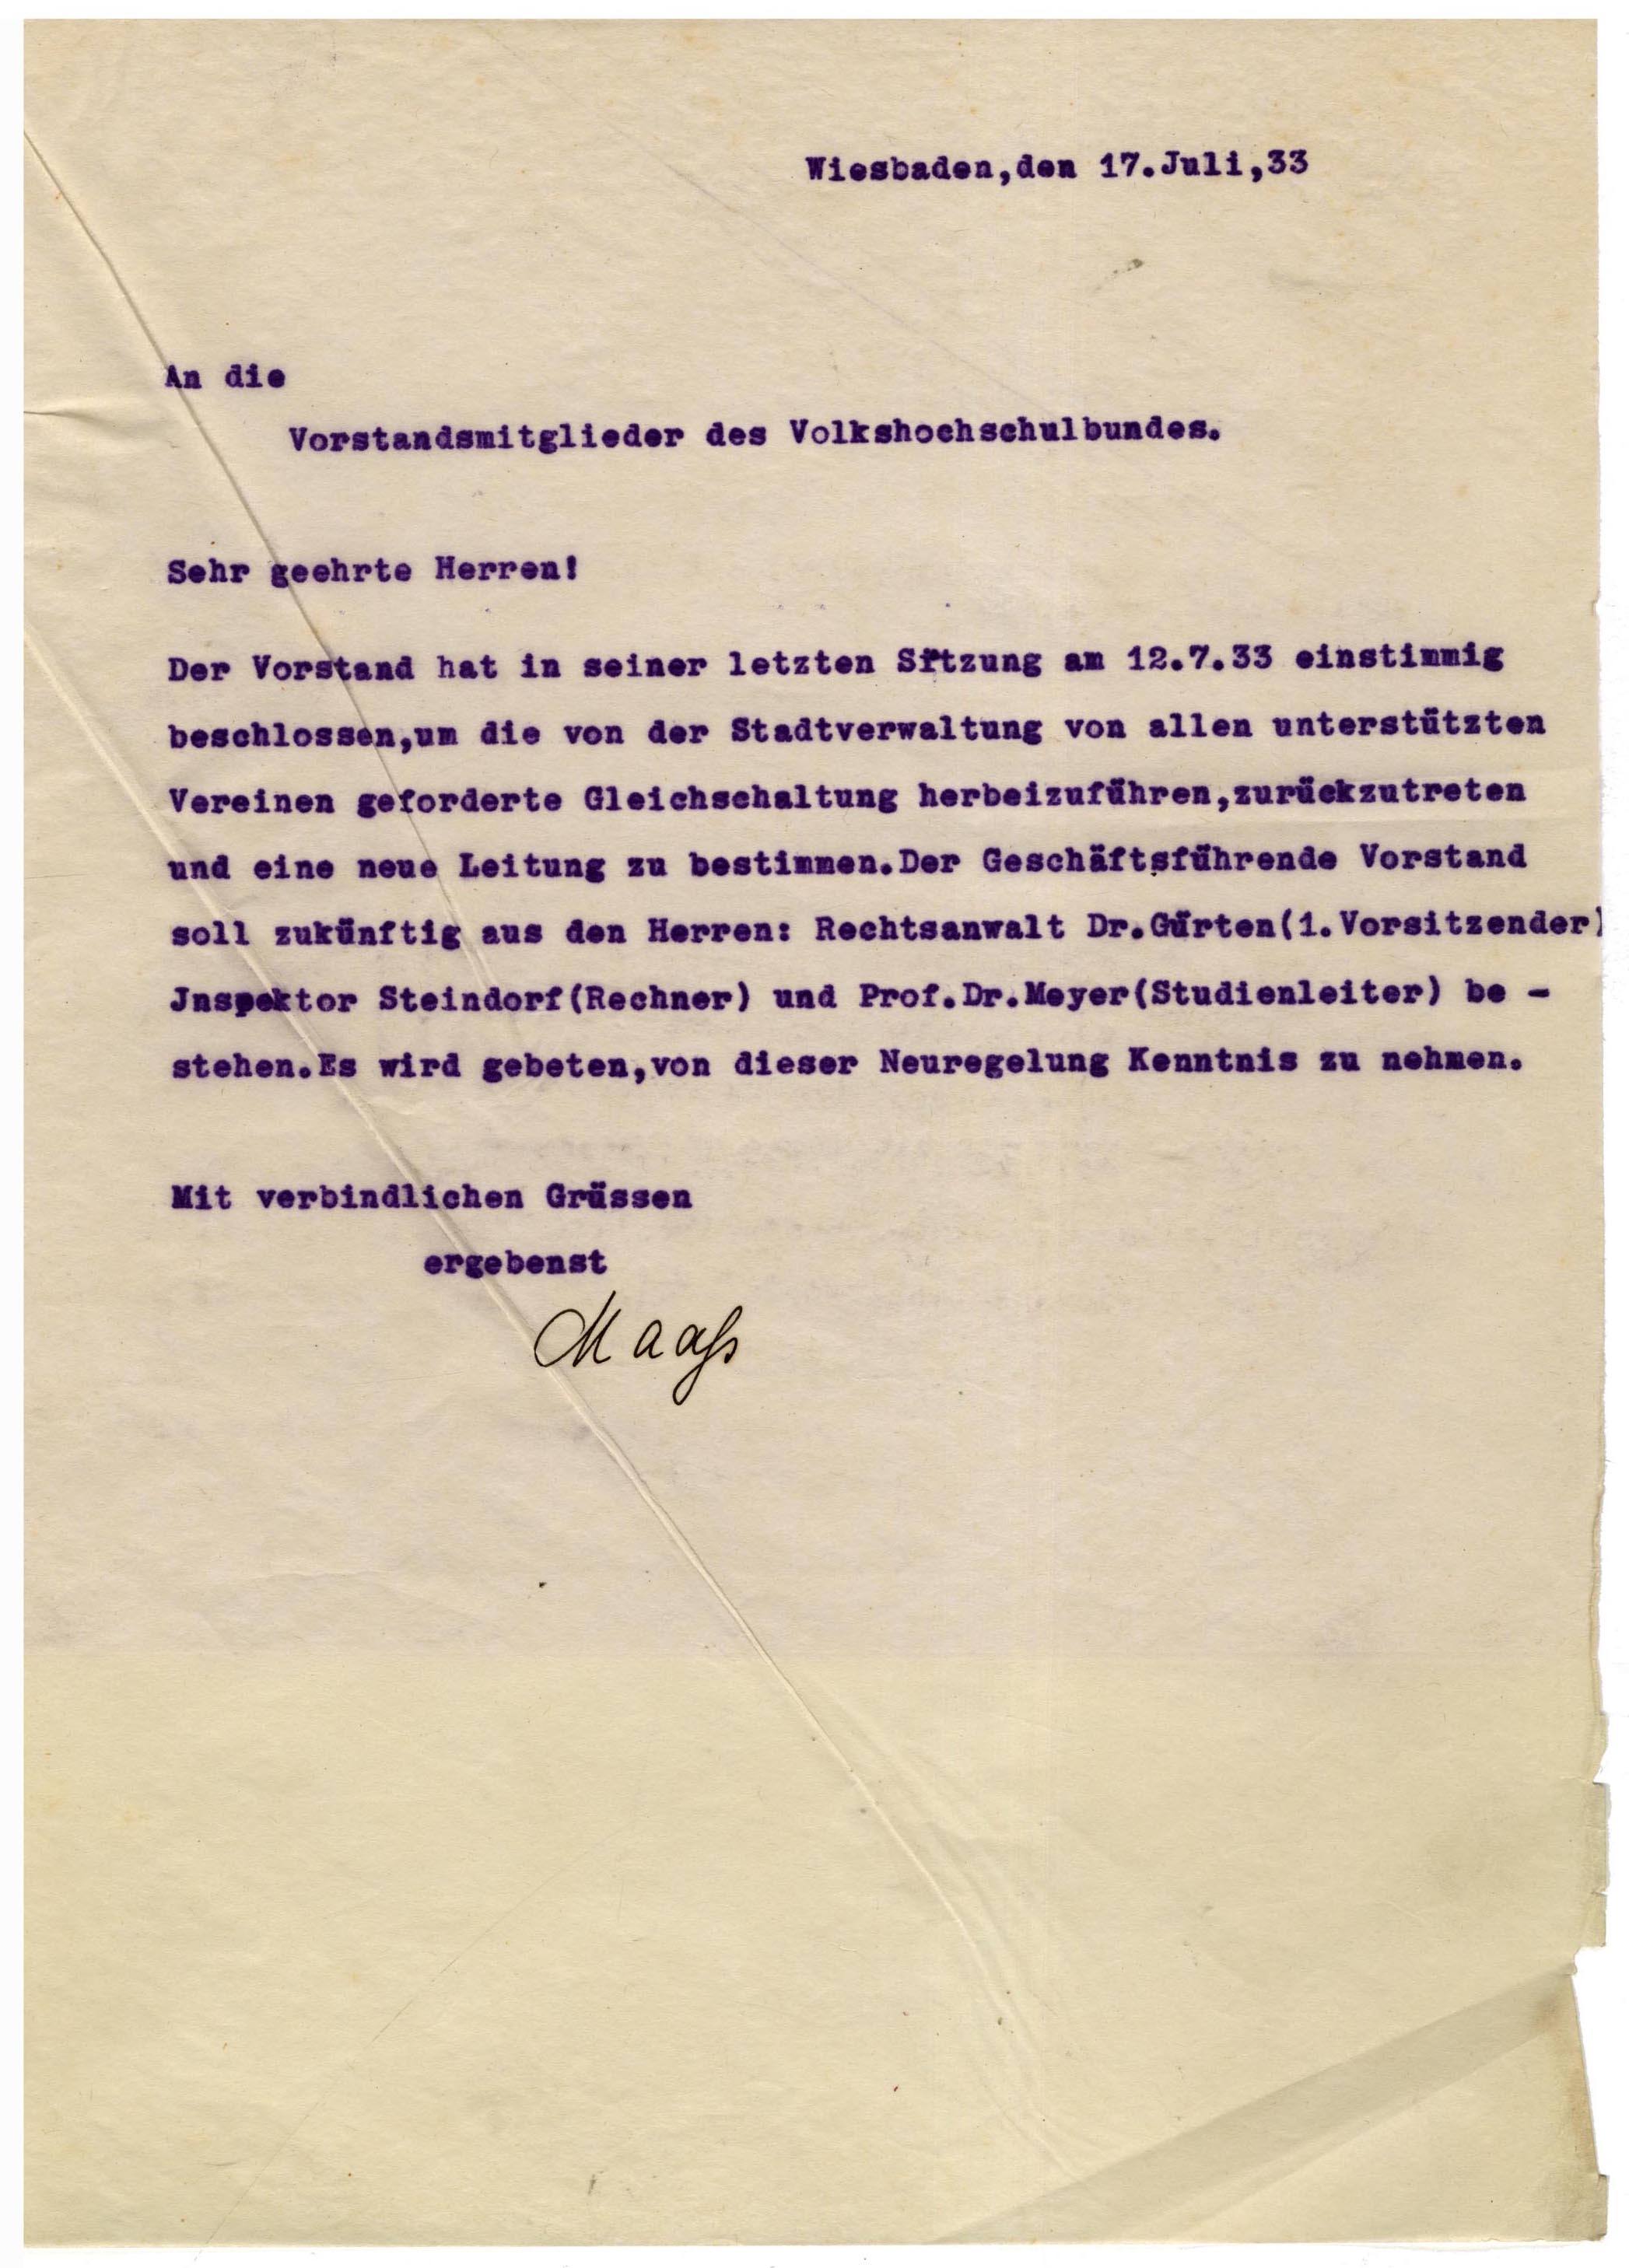 Wiesbaden,den 17.Juli,33
An die
Vorstandsmitglieder des Volkshochschulbundes.
Sehr geehrte Herren!
Der Vorstand hat in seiner letzten Sitzung am 12.7.33 einstimmig
beschlossen,um die von der Stadtverwaltung von allen unterstützten
Vereinen geforderte Gleichschaltung herbeizuführen,zurückzutreten
und eine neue Leitung zu bestimmen.Der Geschäftsführende Vorstand
soll zukünftig aus den Herren: Rechtsanwalt Dr.Gürten(1.Vorsitzender)
Jnspektor Steindorf(Rechner) und Prof.Dr.Meyer(Studienleiter) be -
stehen.Es wird gebeten,von dieser Neuregelung Kenntnis zu nehmen.
Mit verbindlichen Grüssen
ergebenst
Maaß